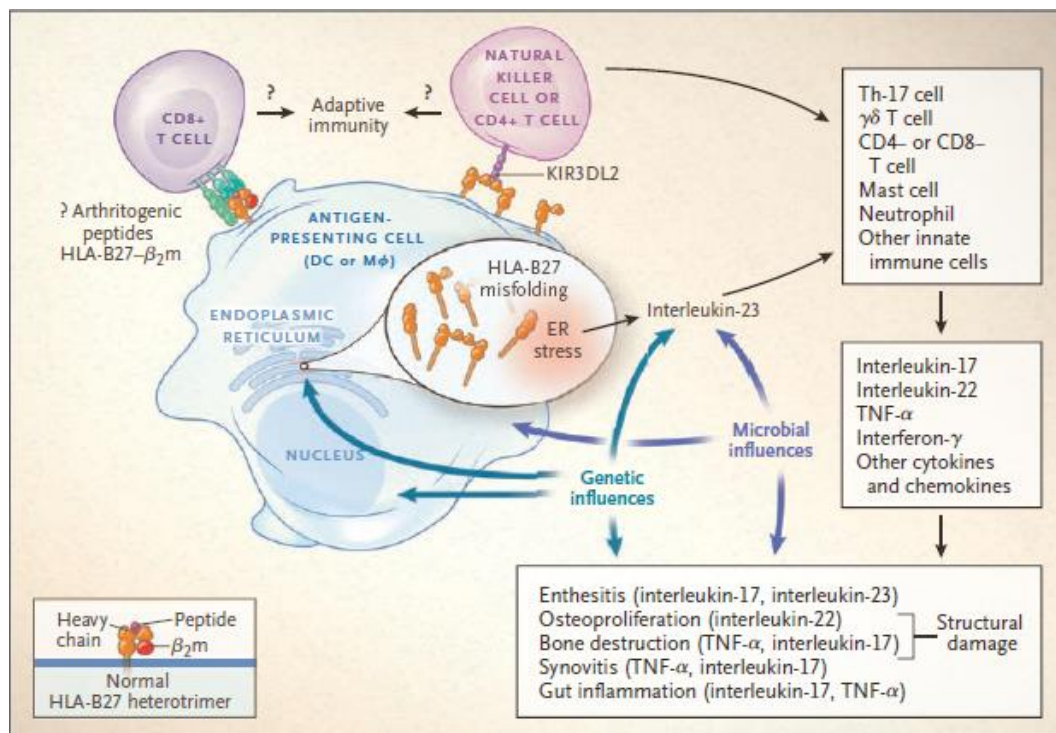 CD8+
T CELL
?
Adaptive
immunity
?
NATURAL
KILLER
CELL OR
CD4+ T CELL
KIR3DL2
? Arthritogenic
peptides
HLA-B27–β2m
ANTIGEN-
PRESENTING CELL
(DC or Mϕ)
HLA-B27
misfolding
ER
stress
ENDOPLASMIC
RETICULUM
NUCLEUS
Interleukin-23
Microbial
influences
Genetic
influences
Th-17 cell
γδ T cell
CD4– or CD8–
T cell
Mast cell
Neutrophil
Other innate
immune cells
Interleukin-17
Interleukin-22
TNF-α
Interferon-γ
Other cytokines
and chemokines
Enthesitis (interleukin-17, interleukin-23)
Osteoproliferation (interleukin-22)
Bone destruction (TNF-α, interleukin-17)
Synovitis (TNF-α, interleukin-17)
Gut inflammation (interleukin-17, TNF-α)
Structural
damage
Heavy
chain
Peptide
β2m
Normal
HLA-B27 heterotrimer